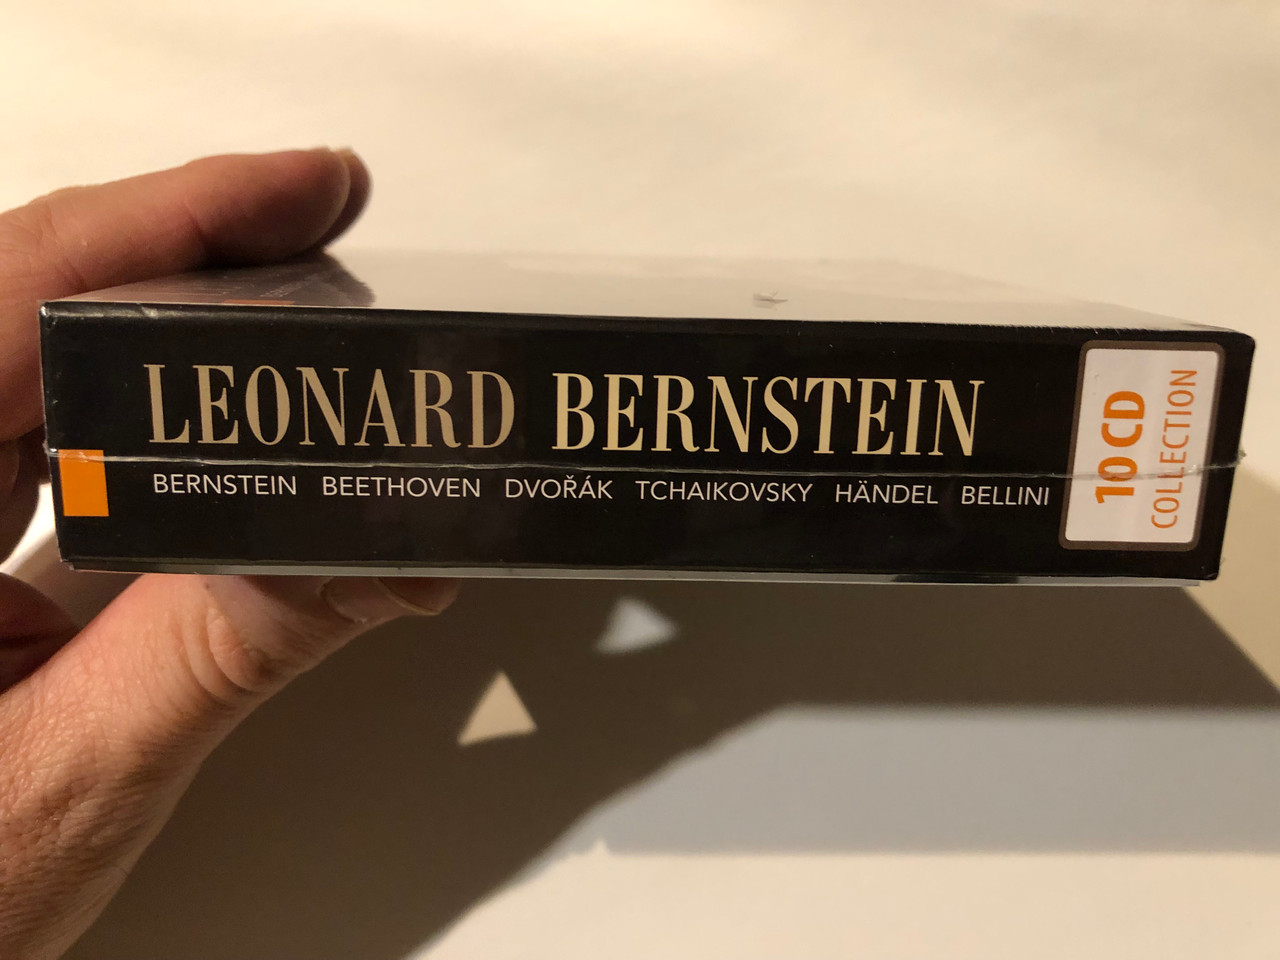 LEONARD BERNSTEIN
BERNSTEIN BEETHOVEN DVOŘÁK TCHAIKOVSKY HÄNDEL BELLINI
10 CD
COLLECTION